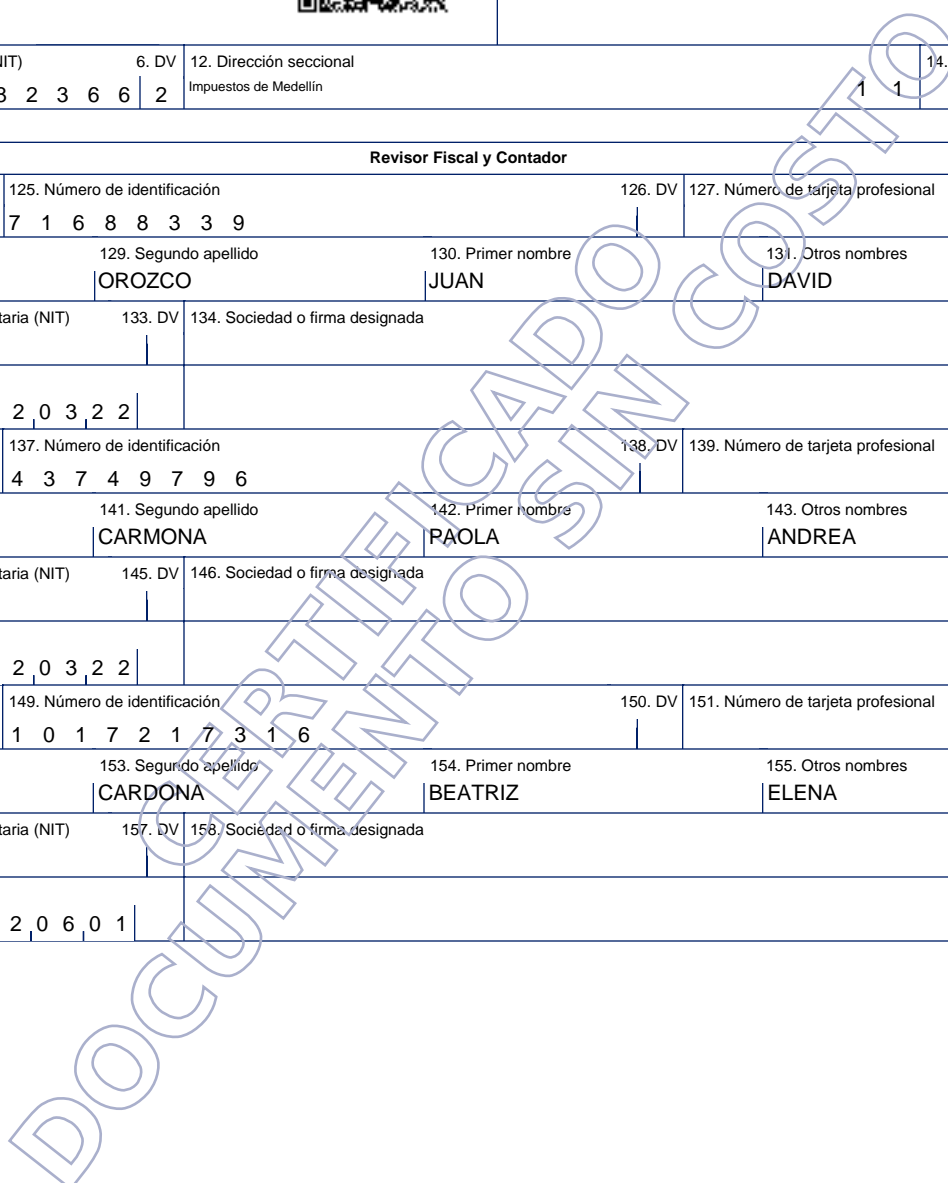 NIT) 6. DV 12. Dirección seccional 14.
8 2 3 6 6 2 Impuestos de Medellín 1 1
Revisor Fiscal y Contador
125. Número de identificación 126. DV 127. Número de tarjeta profesional
7 1 6 8 8 3 3 9
129. Segundo apellido 130. Primer nombre 131. Otros nombres
OROZCO JUAN DAVID
taria (NIT) 133. DV 134. Sociedad o firma designada
2 0 3 2 2
137. Número de identificación 138. DV 139. Número de tarjeta profesional
4 3 7 4 9 7 9 6
141. Segundo apellido 142. Primer nombre 143. Otros nombres
CARMONA PAOLA ANDREA
taria (NIT) 145. DV 146. Sociedad o firma designada
2 0 3 2 2
149. Número de identificación 150. DV 151. Número de tarjeta profesional
1 0 1 7 2 1 7 3 1 6
153. Segundo apellido 154. Primer nombre 155. Otros nombres
CARDONA BEATRIZ ELENA
taria (NIT) 157. DV 158. Sociedad o firma designada
2 0 6 0 1
CERTIFICADO
DOCUMENTO SIN COSTO